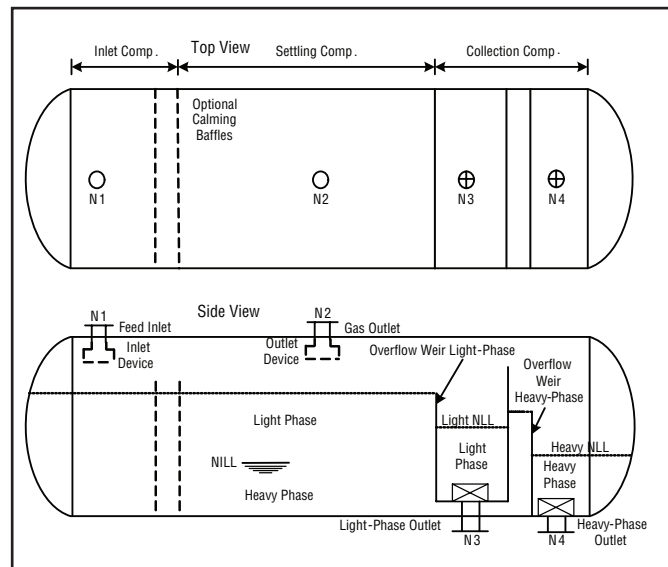 Top View
Inlet Comp.
Settling Comp.
Collection Comp.
Optional
Calming
Baffles
N1
N2
N3
N4
Side View
N1
Feed Inlet
Inlet
Device
N2
Gas Outlet
Outlet
Device
Overflow Weir Light-Phase
Overflow
Weir
Heavy-Phase
Light Phase
Light NLL
Light
Phase
Heavy NLL
Heavy
Phase
NILL
Heavy Phase
Light-Phase Outlet
N3
N4
Heavy-Phase
Outlet